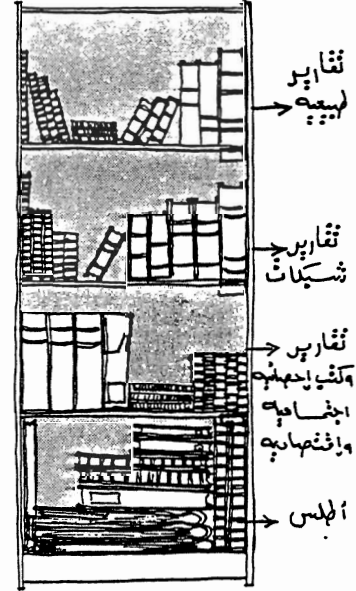 تقارير
طبيعيه
تقارير
شبكات
تقارير
وكتب إحصائيه
اجتماعيه
واقتصاديه
أطلس